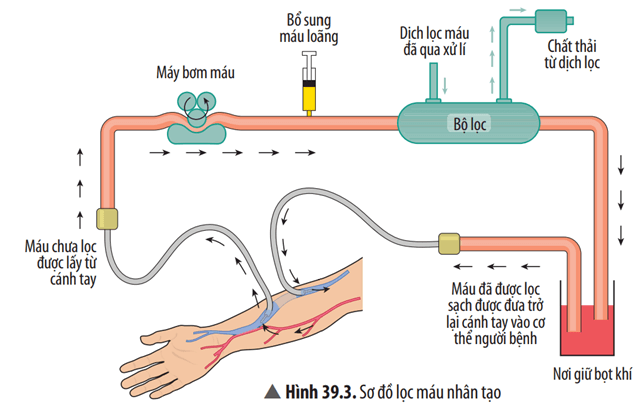 Bổ sung
máu loãng
Dịch lọc máu
đã qua xử lí
Chất thải
từ dịch lọc
Máy bơm máu
Bộ lọc
Máu chưa lọc
được lấy từ
cánh tay
Máu đã được lọc
sạch được đưa trở
lại cánh tay vào cơ
thể người bệnh
Nơi giữ bọt khí
▲ Hình 39.3. Sơ đồ lọc máu nhân tạo